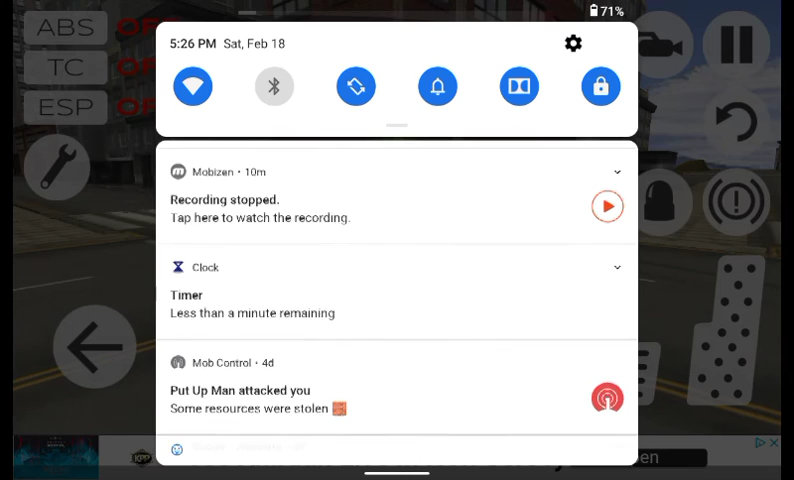 71%
ABS
TC
ESP
5:26 PM Sat, Feb 18
Mobizen • 10m
Recording stopped.
Tap here to watch the recording.
Clock
Timer
Less than a minute remaining
Mob Control • 4d
Put Up Man attacked you
Some resources were stolen
KPP